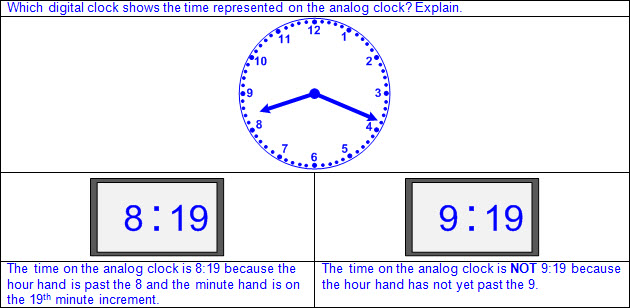 Which digital clock shows the time represented on the analog clock? Explain.
12
11 1
10 2
9 3
8 4
7 5
6
8:19 9:19
The time on the analog clock is 8:19 because the
hour hand is past the 8 and the minute hand is on
the 19th minute increment.
The time on the analog clock is NOT 9:19 because
the hour hand has not yet past the 9.